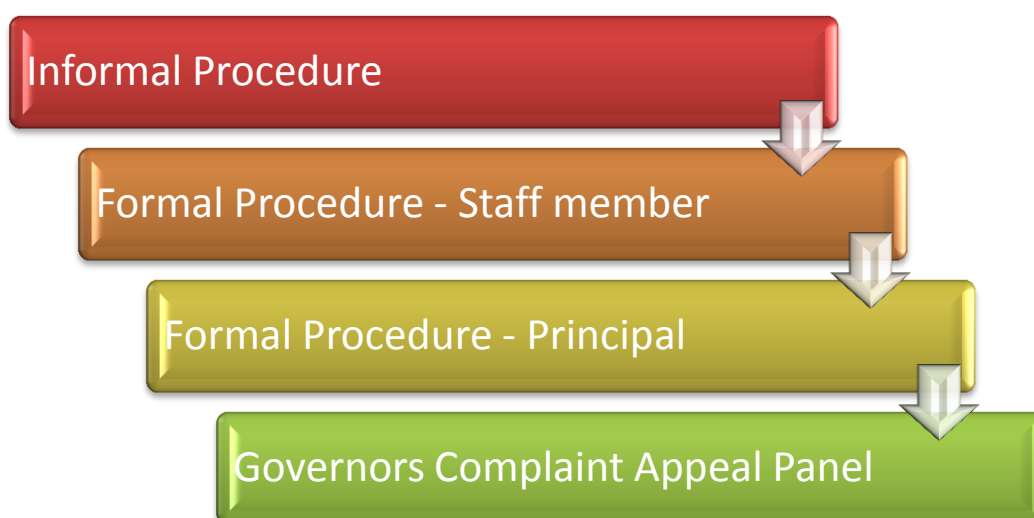 Informal Procedure
Formal Procedure - Staff member
Formal Procedure - Principal
Governors Complaint Appeal Panel